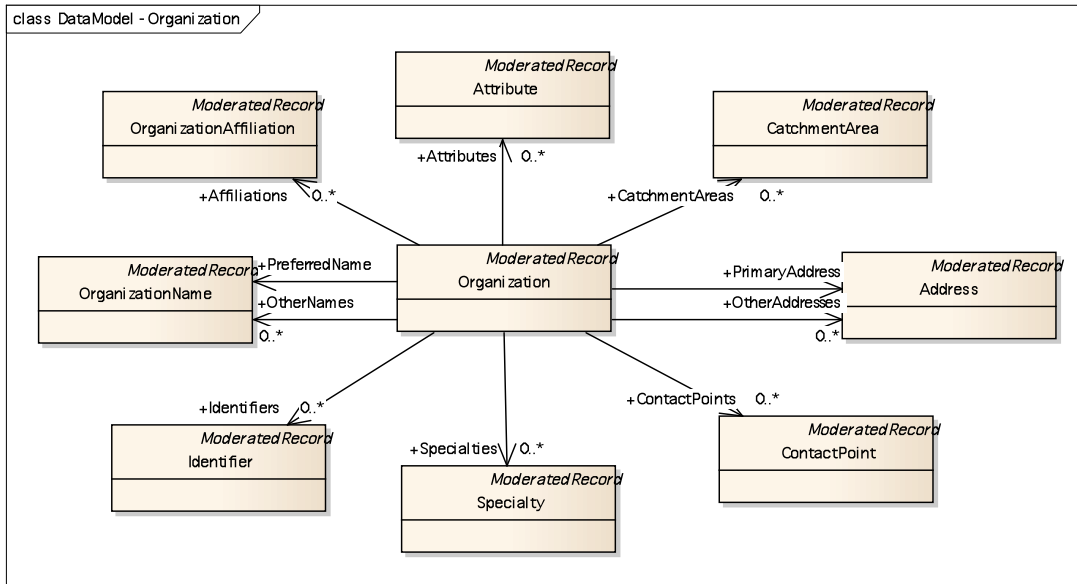 class DataModel - Organization
ModeratedRecord
Attribute
ModeratedRecord
OrganizationAffiliation
ModeratedRecord
CatchmentArea
+Attributes 0..*
+Affiliations 0..*
+CatchmentAreas 0..*
ModeratedRecord
OrganizationName
+PreferredName
+OtherNames
0..*
ModeratedRecord
Organization
+PrimaryAddress
+OtherAddresses
0..*
ModeratedRecord
Address
+Identifiers 0..*
+Specialties 0..*
+ContactPoints 0..*
ModeratedRecord
Identifier
ModeratedRecord
Specialty
ModeratedRecord
ContactPoint